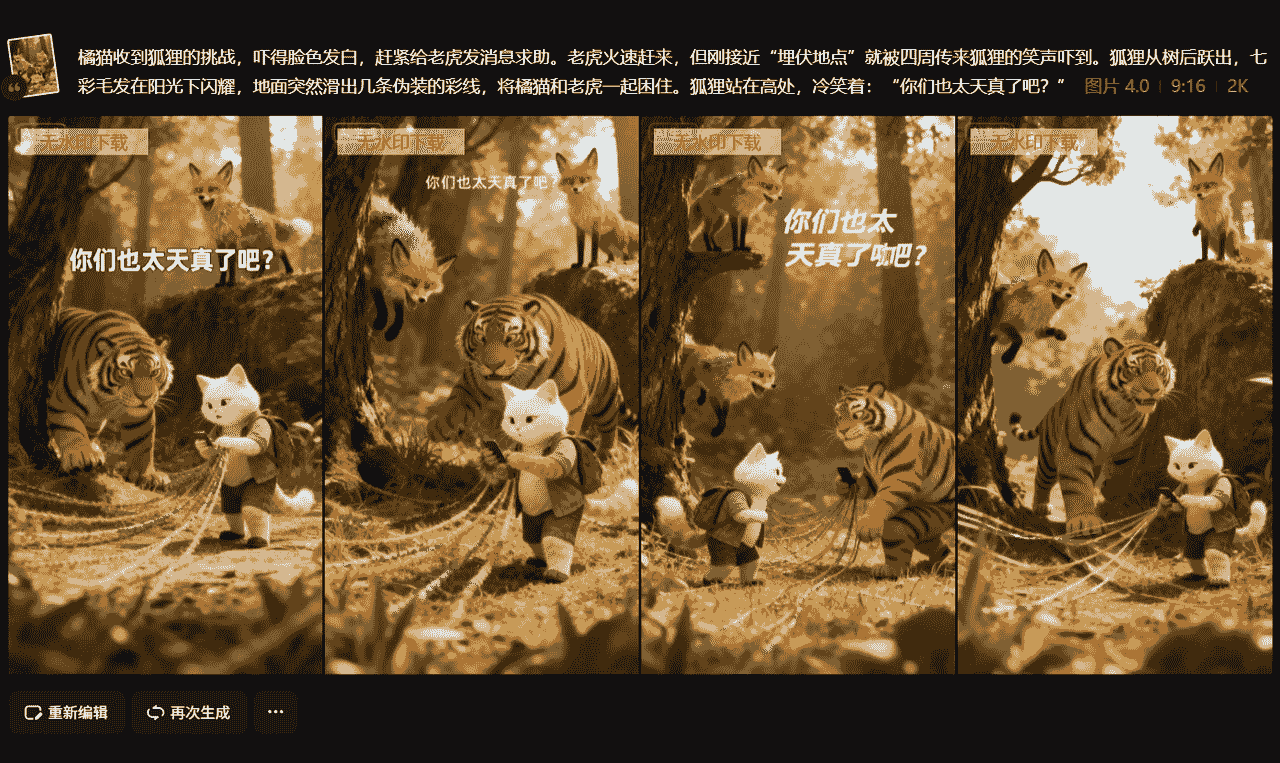 橘猫收到狐狸的挑战，吓得脸色发白，赶紧给老虎发消息求助。老虎火速赶来，但刚接近“埋伏地点”就被四周传来狐狸的笑声吓到。狐狸从树后跃出，七
彩毛发在阳光下闪耀，地面突然滑出几条伪装的彩线，将橘猫和老虎一起困住。狐狸站在高处，冷笑着：“你们也太天真了吧？” 图片 4.0 | 9:16 | 2K
无水印下载
你们也太天真了吧?
无水印下载
你们也太天真了吧?
无水印下载
你们也太
天真了吧?
无水印下载
重新编辑
再次生成